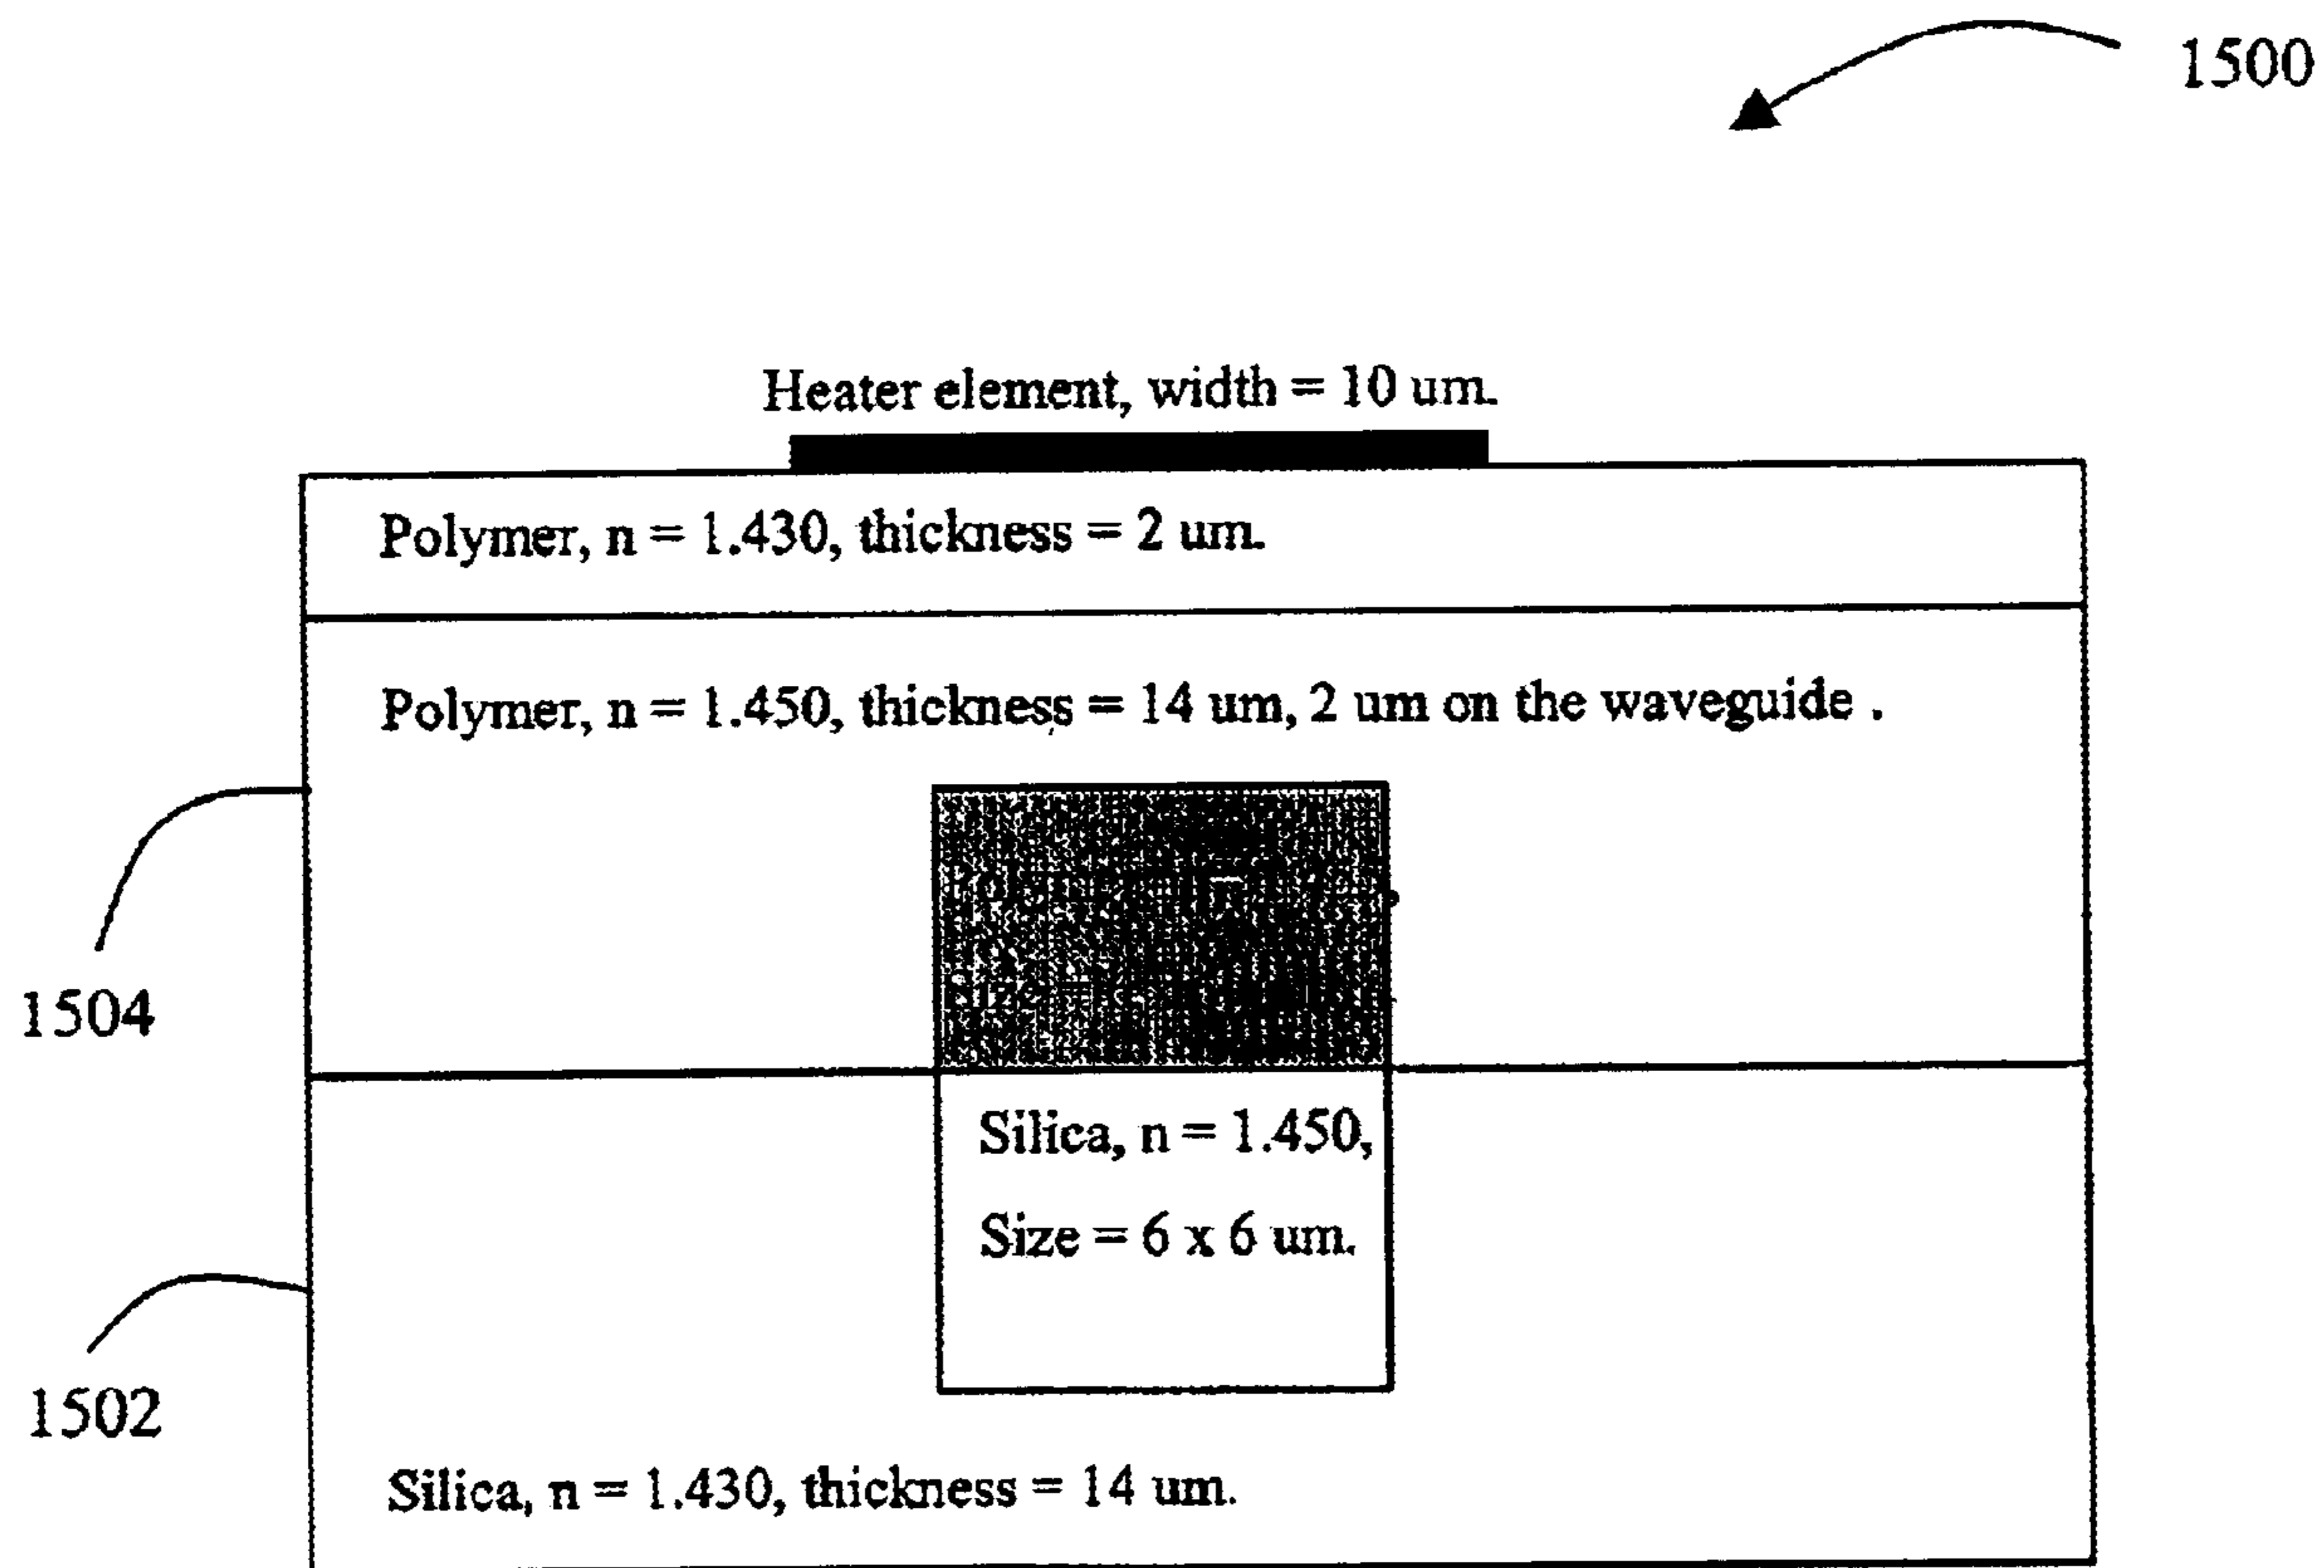 1500
Heater element, width = 10 um.
Polymer, n = 1.430, thickness = 2 um.
Polymer, n = 1.450, thickness = 14 um, 2 um on the waveguide .
1504
Silica, n = 1.450,
Size = 6 x 6 um.
1502
Silica, n = 1.430, thickness = 14 um.